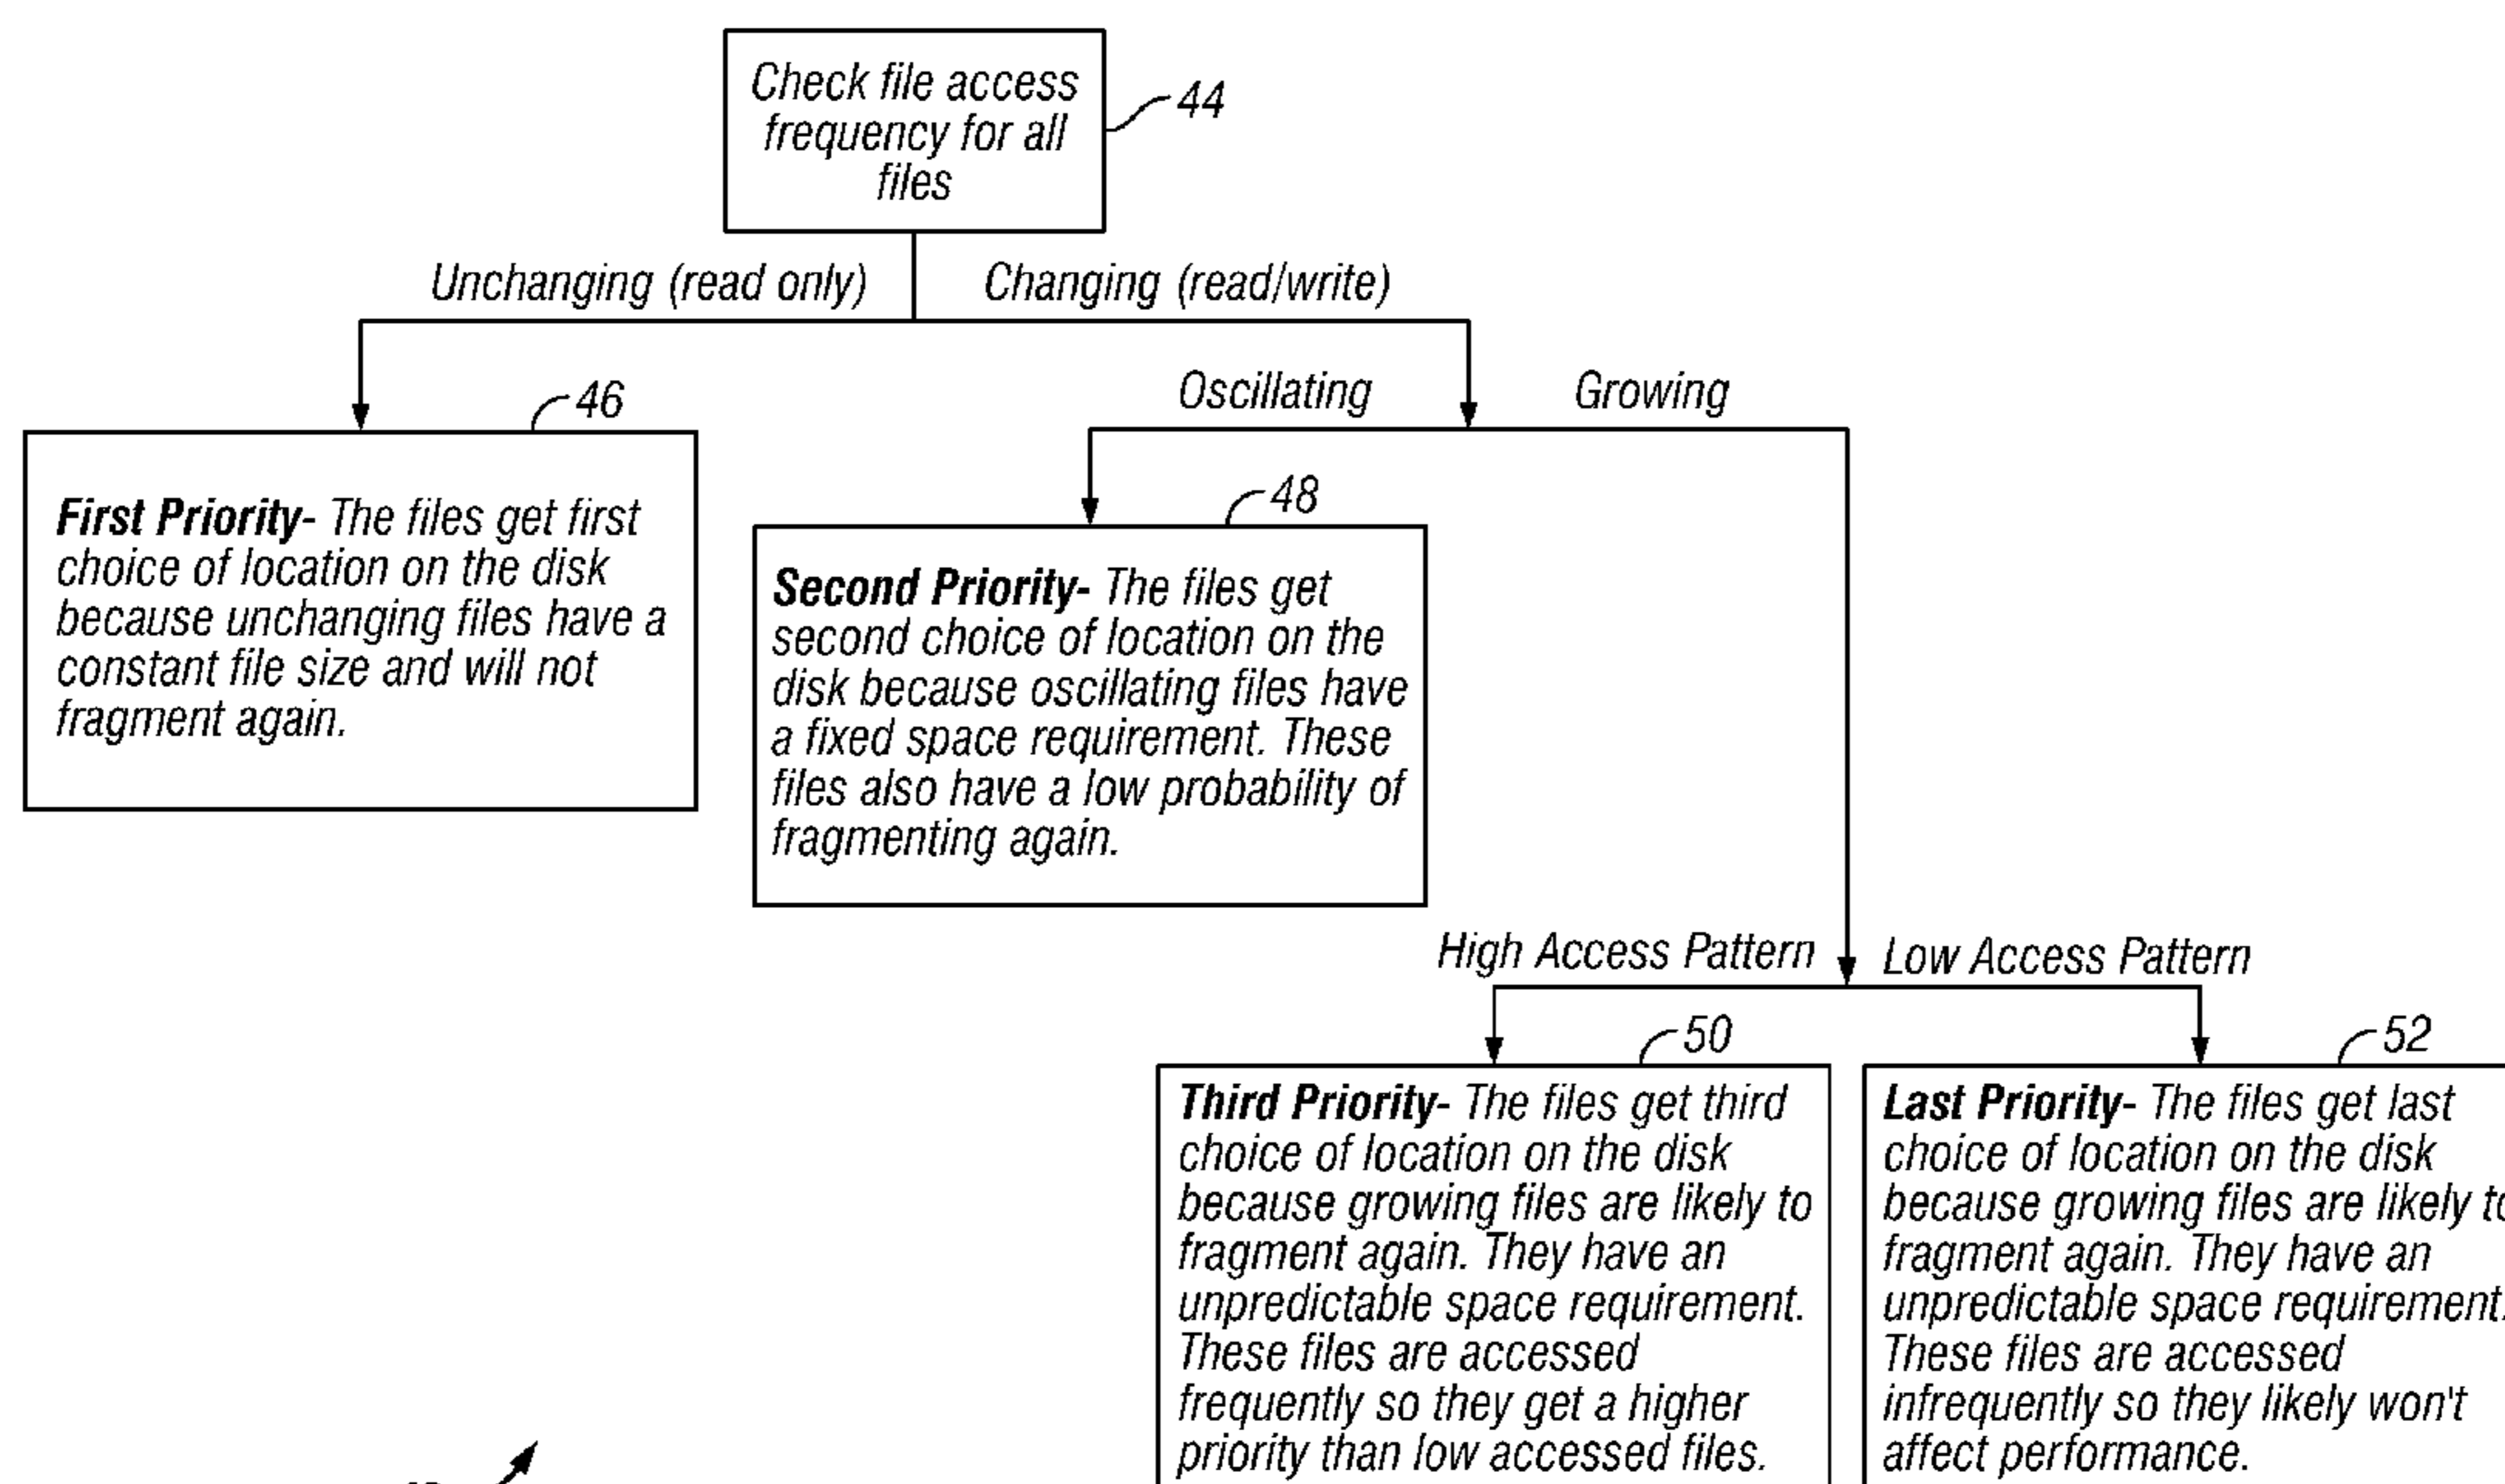 Check file access
frequency for all
files
44
Unchanging (read only)
Changing (read/write)
46
Oscillating
Growing
First Priority- The files get first
choice of location on the disk
because unchanging files have a
constant file size and will not
fragment again.
48
Second Priority- The files get
second choice of location on the
disk because oscillating files have
a fixed space requirement. These
files also have a low probability of
fragmenting again.
High Access Pattern
Low Access Pattern
50
52
Third Priority- The files get third
choice of location on the disk
because growing files are likely to
fragment again. They have an
unpredictable space requirement.
These files are accessed
frequently so they get a higher
priority than low accessed files.
Last Priority- The files get last
choice of location on the disk
because growing files are likely to
fragment again. They have an
unpredictable space requirement.
These files are accessed
infrequently so they likely won't
affect performance.